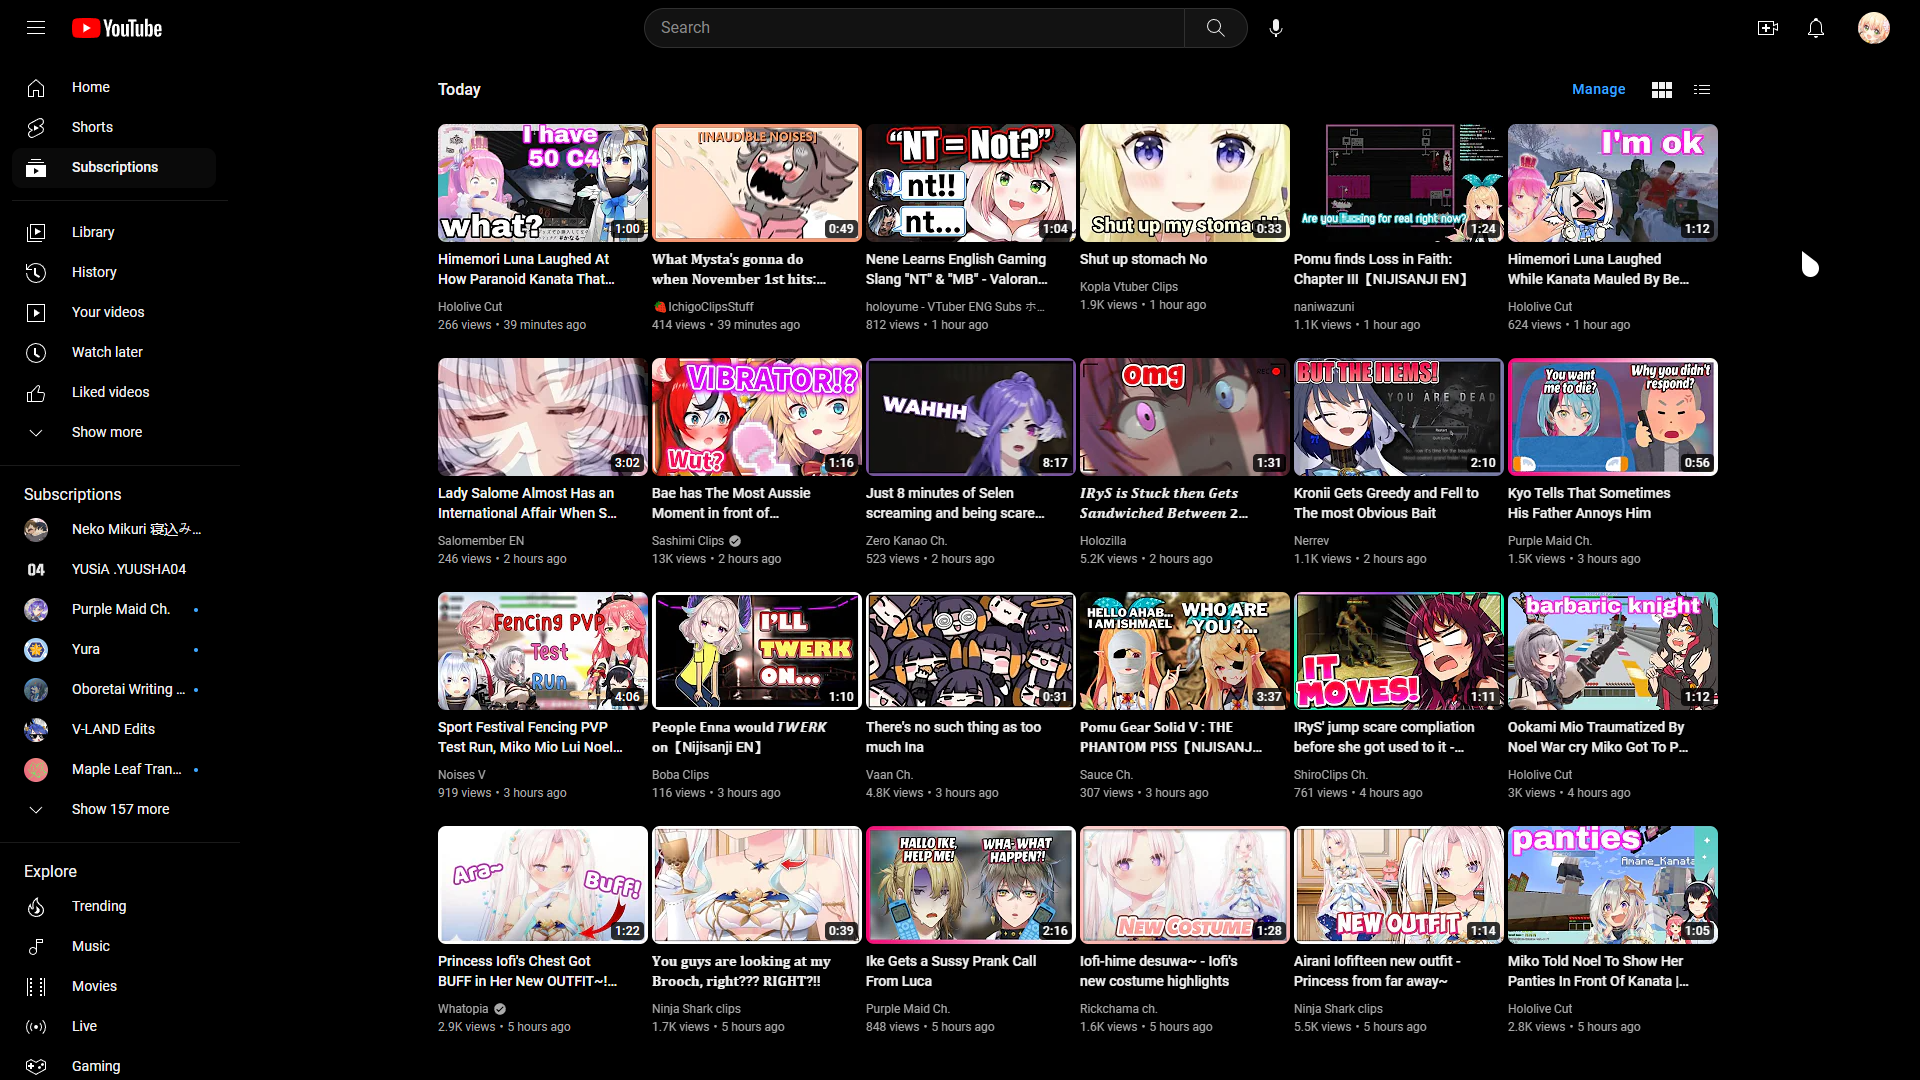 YouTube
Search
Home
Shorts
Subscriptions
Library
History
Your videos
Watch later
Liked videos
Show more
Subscriptions
Neko Mikuri 寝込み...
04
YUSiA .YUUSHA04
Purple Maid Ch.
Yura
Oboretai Writing ...
V-LAND Edits
Maple Leaf Tran...
Show 157 more
Explore
Trending
Music
Movies
Live
Gaming
Today
Manage
I have
50 C4
what?
1:00
Himemori Luna Laughed At
How Paranoid Kanata That...
Hololive Cut
266 views • 39 minutes ago
[INAUDIBLE NOISES]
0:49
What Mysta's gonna do
when November 1st hits:...
🍓IchigoClipsStuff
414 views • 39 minutes ago
“NT = Not?”
nt!!
nt...
1:04
Nene Learns English Gaming
Slang "NT" & "MB" - Valoran...
holoyume - VTuber ENG Subs ホ...
812 views • 1 hour ago
Shut up my stoma
0:33
Shut up stomach No
Kopla Vtuber Clips
1.9K views • 1 hour ago
Are you fucking for real right now?
1:24
Pomu finds Loss in Faith:
Chapter III【NIJISANJI EN】
naniwazuni
1.1K views • 1 hour ago
I'm ok
1:12
Himemori Luna Laughed
While Kanata Mauled By Be...
Hololive Cut
624 views • 1 hour ago
3:02
Lady Salome Almost Has an
International Affair When S...
Salomember EN
246 views • 2 hours ago
VIBRATOR!?
Wut?
1:16
Bae has The Most Aussie
Moment in front of...
Sashimi Clips
13K views • 2 hours ago
WAHHH
8:17
Just 8 minutes of Selen
screaming and being scare...
Zero Kanao Ch.
523 views • 2 hours ago
omg
REC
1:31
IRyS is Stuck then Gets
Sandwiched Between 2...
Holozilla
5.2K views • 2 hours ago
BUT THE ITEMS!
YOU ARE DEAD
2:10
Kronii Gets Greedy and Fell to
The most Obvious Bait
Nerrev
1.1K views • 2 hours ago
You want
me to die?
Why you didn't
respond?
0:56
Kyo Tells That Sometimes
His Father Annoys Him
Purple Maid Ch.
1.5K views • 3 hours ago
Fencing PVP
Test
Run
4:06
Sport Festival Fencing PVP
Test Run, Miko Mio Lui Noel...
Noises V
919 views • 3 hours ago
I'LL
TWERK
ON...
1:10
People Enna would TWERK
on【Nijisanji EN】
Boba Clips
116 views • 3 hours ago
0:31
There's no such thing as too
much Ina
Vaan Ch.
4.8K views • 3 hours ago
HELLO AHAB...
I AM ISHMAEL
WHO ARE
YOU?...
3:37
Pomu Gear Solid V : THE
PHANTOM PISS【NIJISANJ...
Sauce Ch.
307 views • 3 hours ago
IT
MOVES!
1:11
IRyS' jump scare compliation
before she got used to it -...
ShiroClips Ch.
761 views • 4 hours ago
barbaric knight
1:12
Ookami Mio Traumatized By
Noel War cry Miko Got To P...
Hololive Cut
3K views • 4 hours ago
Ara~
BUFF!
1:22
Princess Iofi's Chest Got
BUFF in Her New OUTFIT~!...
Whatopia
2.9K views • 5 hours ago
0:39
You guys are looking at my
Brooch, right??? RIGHT?!!
Ninja Shark clips
1.7K views • 5 hours ago
HALLO IKE,
HELP ME!
WHA- WHAT
HAPPEN?!
2:16
Ike Gets a Sussy Prank Call
From Luca
Purple Maid Ch.
848 views • 5 hours ago
NEW COSTUME
1:28
Iofi-hime desuwa~ - Iofi's
new costume highlights
Rickchama ch.
1.6K views • 5 hours ago
NEW OUTFIT
1:14
Airani Iofifteen new outfit -
Princess from far away~
Ninja Shark clips
5.5K views • 5 hours ago
panties
Amane_Kanata
1:05
Miko Told Noel To Show Her
Panties In Front Of Kanata |...
Hololive Cut
2.8K views • 5 hours ago